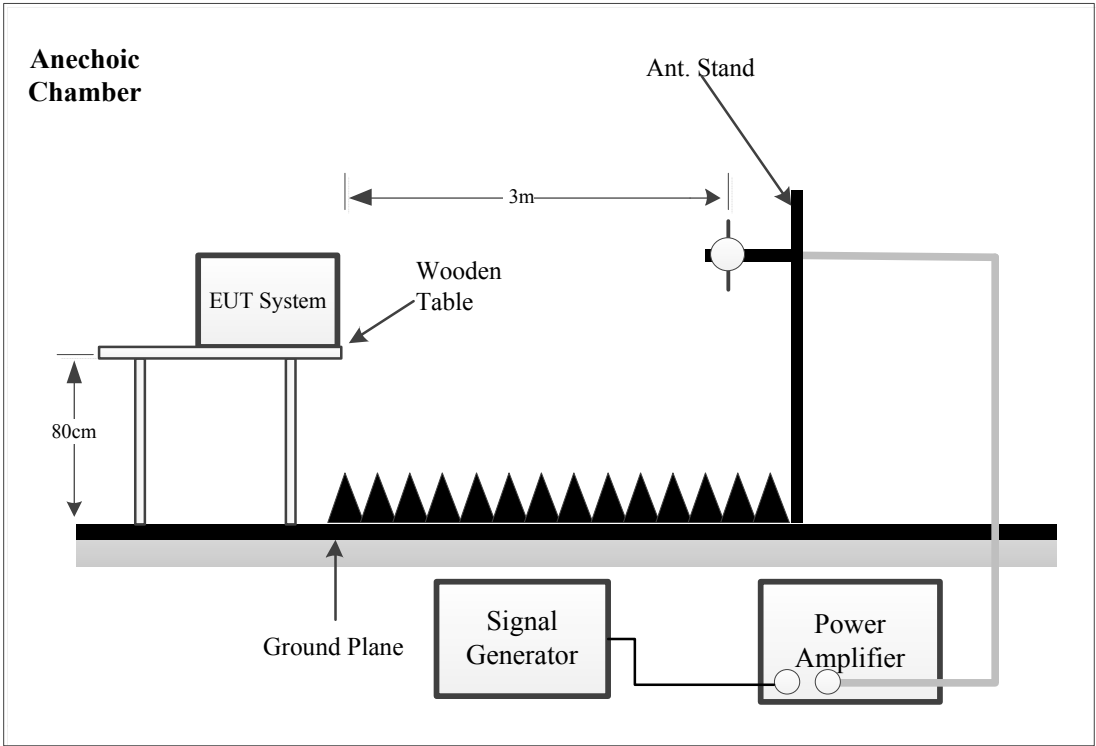 Anechoic
Chamber
Ant. Stand
3m
EUT System
Wooden
Table
80cm
Ground Plane
Signal
Generator
Power
Amplifier